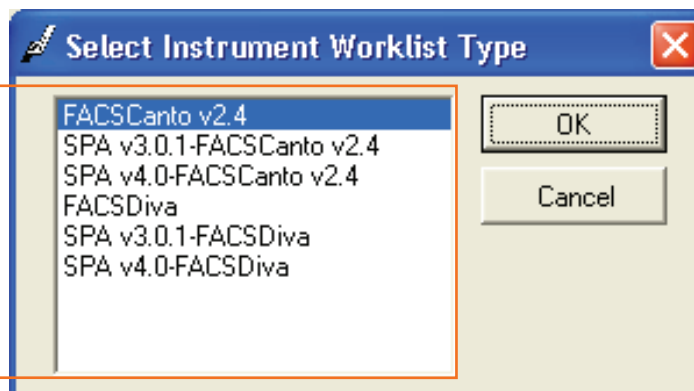 Select Instrument Worklist Type
FACSCanto v2.4
SPA v3.0.1-FACSCanto v2.4
SPA v4.0-FACSCanto v2.4
FACSDiva
SPA v3.0.1-FACSDiva
SPA v4.0-FACSDiva
OK
Cancel